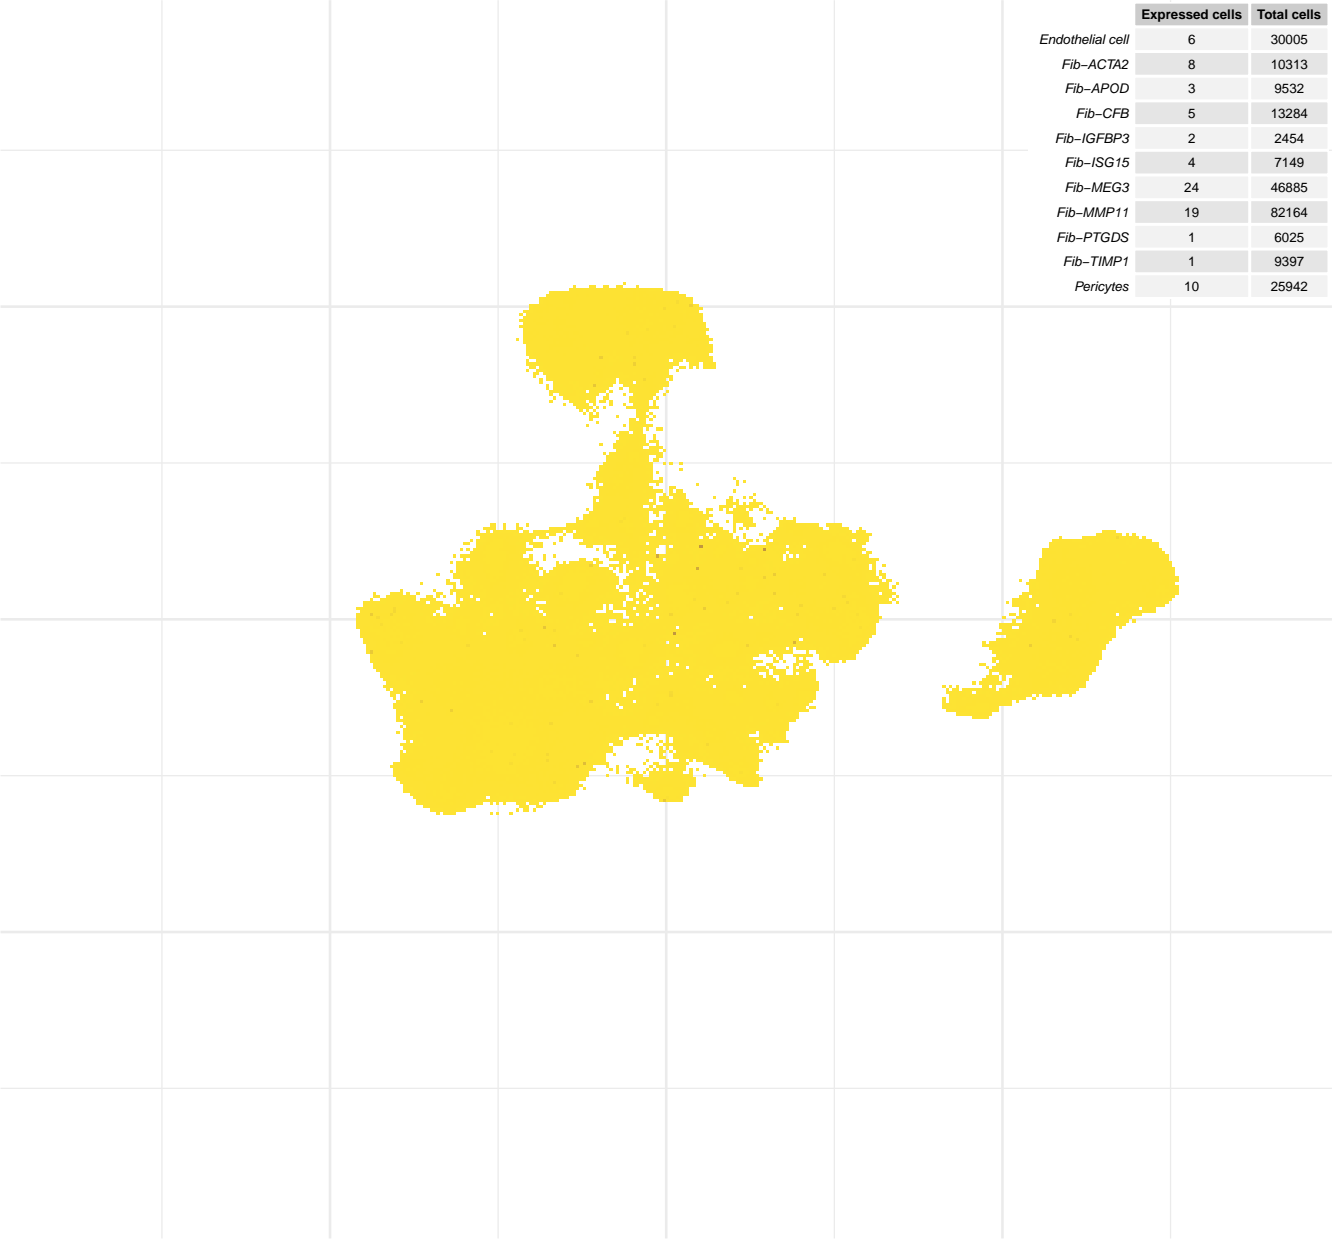 Expressed cells Total cells
Endothelial cell 6 30005
Fib−ACTA2 8 10313
Fib−APOD 3 9532
Fib−CFB 5 13284
Fib−IGFBP3 2 2454
Fib−ISG15 4 7149
Fib−MEG3 24 46885
Fib−MMP11 19 82164
Fib−PTGDS 1 6025
Fib−TIMP1 1 9397
Pericytes 10 25942